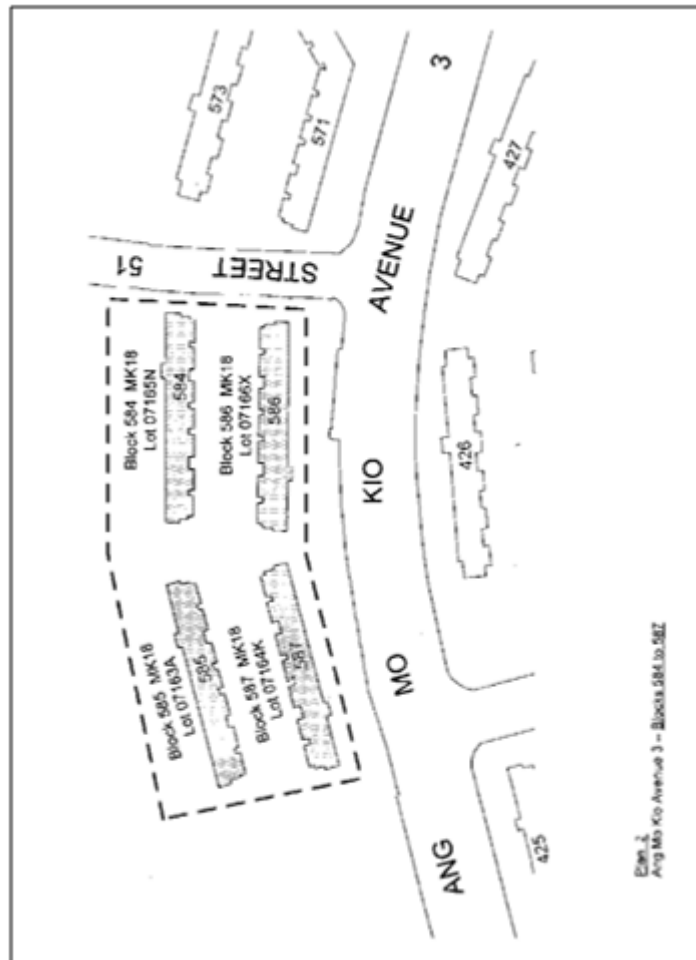 573
571
3
427
STREET 51
AVENUE
Block 584 MK18
Lot 07165N
584
Block 586 MK18
Lot 07166X
586
KIO
426
Block 585 MK18
Lot 07163A
585
Block 587 MK18
Lot 07164K
587
MO
ANG
425
Plan 2
Ang Mo Kio Avenue 3 – Blocks 584 to 587